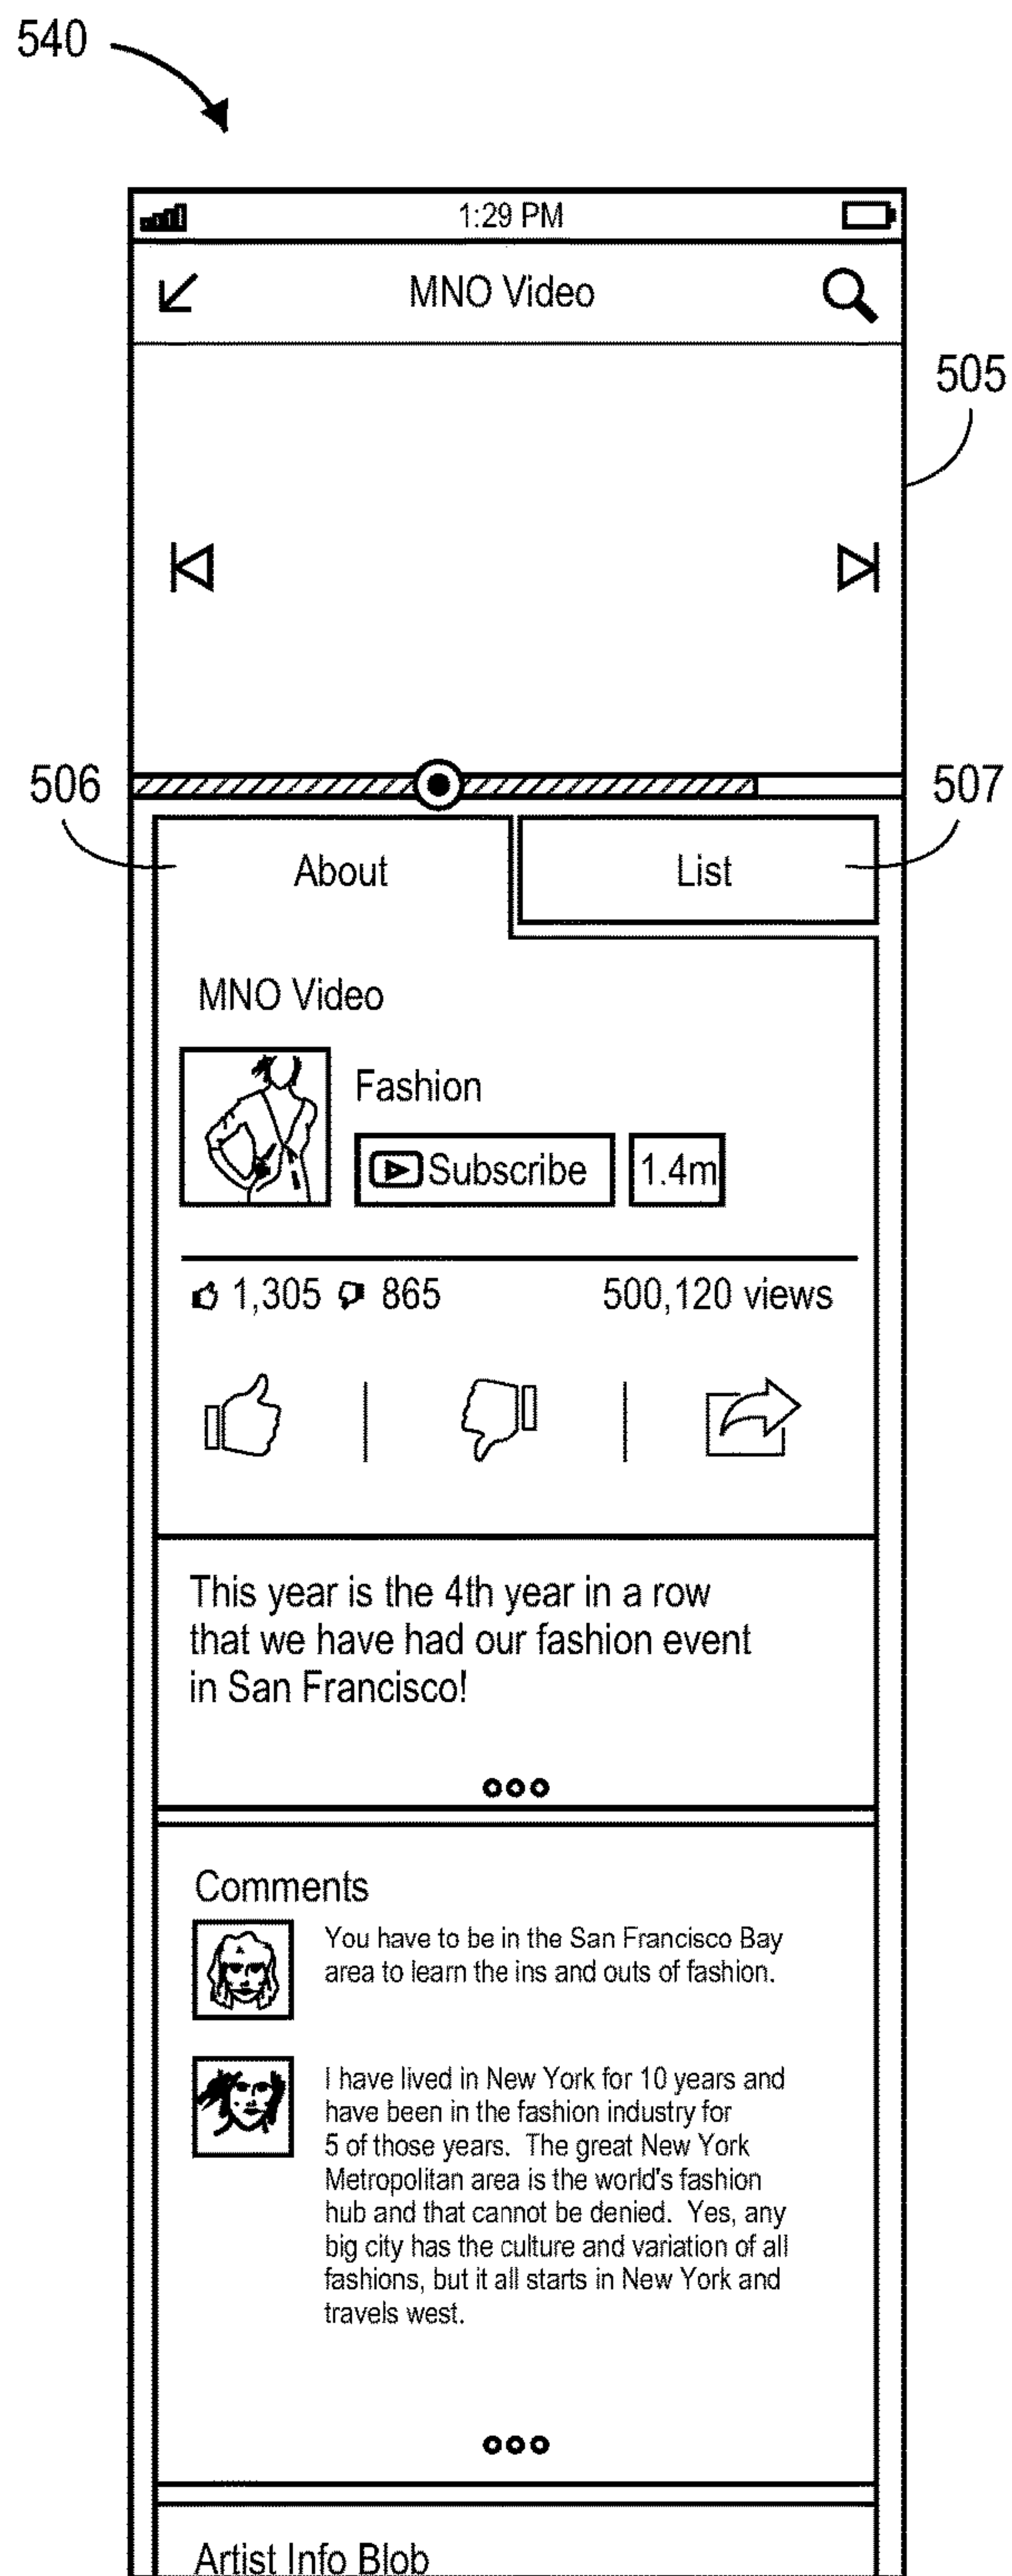 540
1:29 PM
MNO Video
505
506
507
About
List
MNO Video
Fashion
Subscribe
1.4m
1,305 865 500,120 views
This year is the 4th year in a row
that we have had our fashion event
in San Francisco!
Comments
You have to be in the San Francisco Bay
area to learn the ins and outs of fashion.
I have lived in New York for 10 years and
have been in the fashion industry for
5 of those years. The great New York
Metropolitan area is the world's fashion
hub and that cannot be denied. Yes, any
big city has the culture and variation of all
fashions, but it all starts in New York and
travels west.
Artist Info Blob